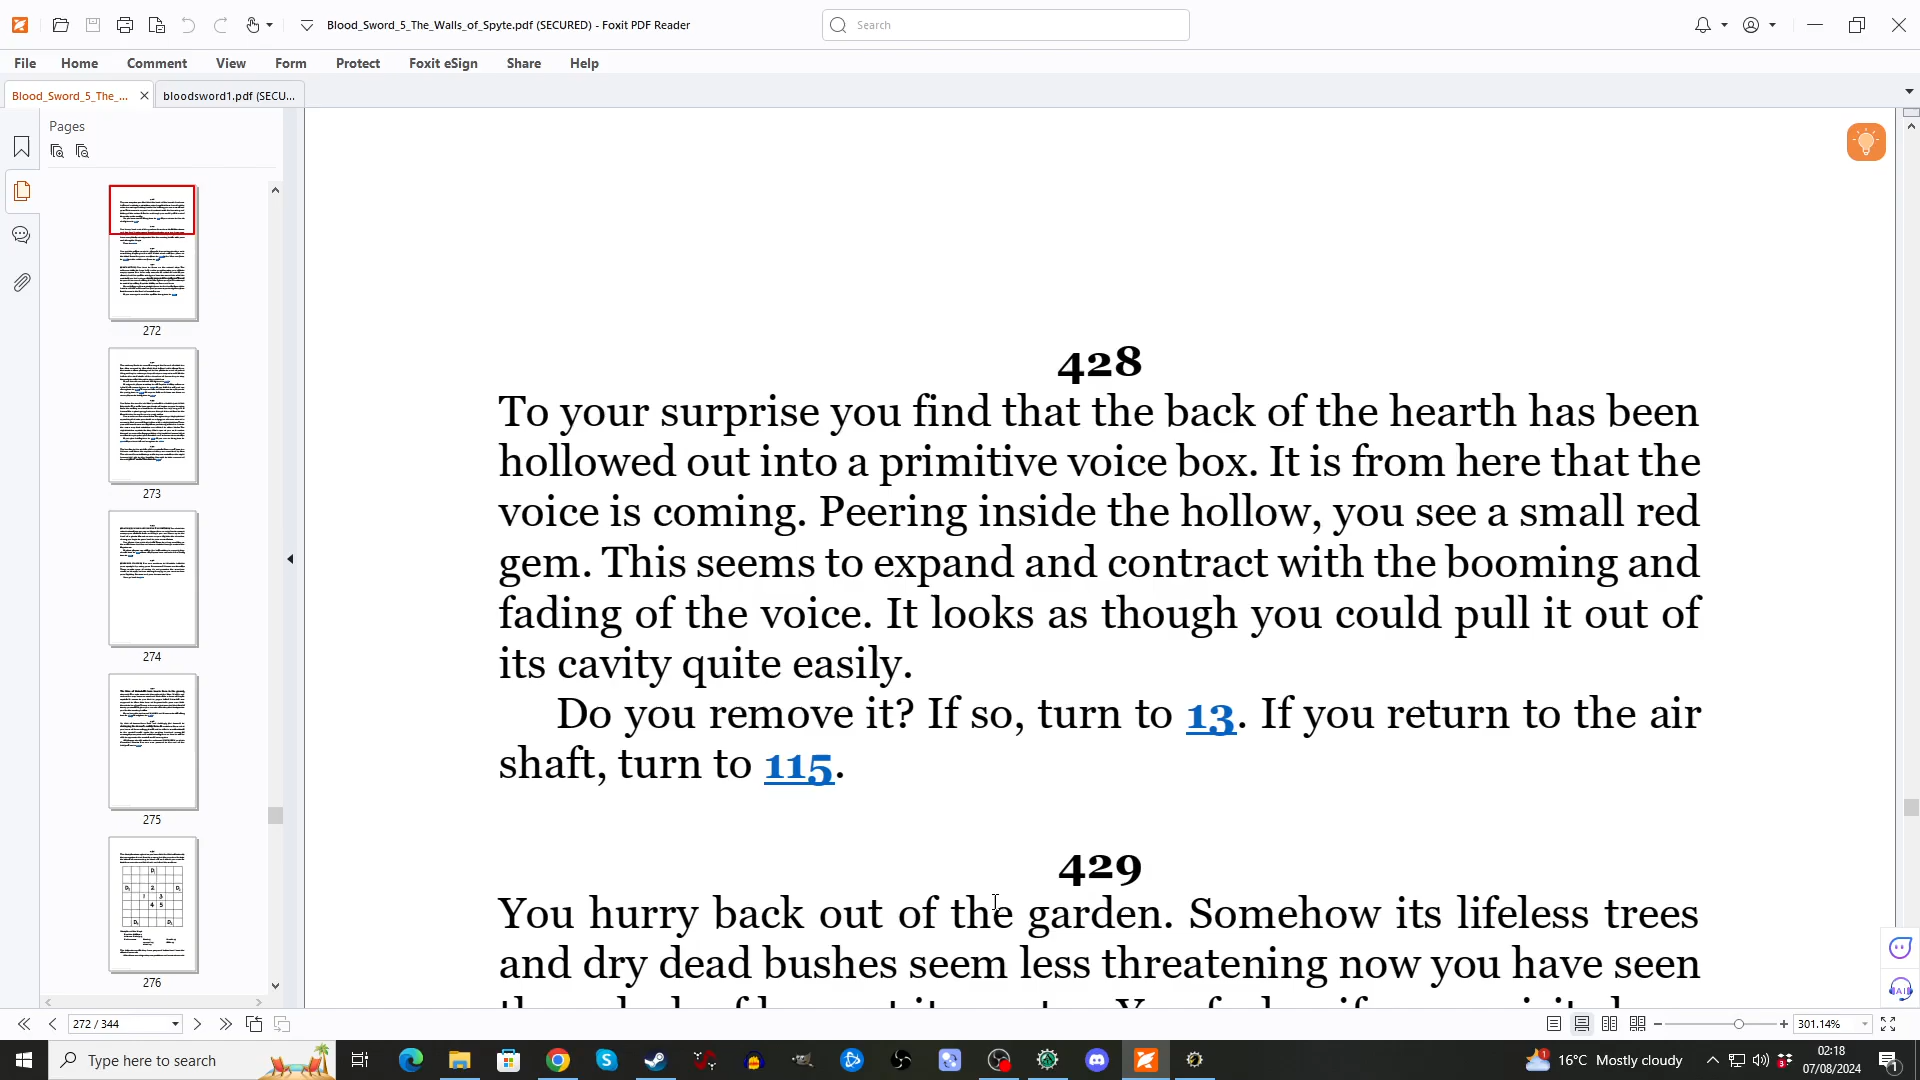 Blood_Sword_5_The_Walls_of_Spyte.pdf (SECURED) - Foxit PDF Reader
Search
File Home Comment View Form Protect Foxit eSign Share Help
Blood_Sword_5_The_...
bloodsword1.pdf (SECU...
Pages
272
273
274
275
276
428
To your surprise you find that the back of the hearth has been
hollowed out into a primitive voice box. It is from here that the
voice is coming. Peering inside the hollow, you see a small red
gem. This seems to expand and contract with the booming and
fading of the voice. It looks as though you could pull it out of
its cavity quite easily.
Do you remove it? If so, turn to 13. If you return to the air
shaft, turn to 115.
429
You hurry back out of the garden. Somehow its lifeless trees
and dry dead bushes seem less threatening now you have seen
272 / 344
301.14%
Type here to search
16°C Mostly cloudy
02:18
07/08/2024